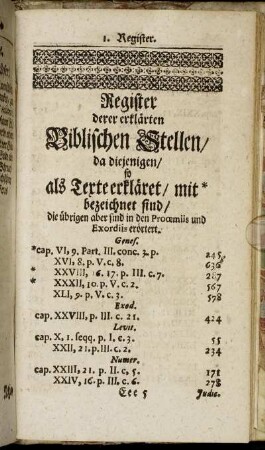 1. Register.
Register
derer erklärten
Biblischen Stellen/
da diejenigen/
so
als Texte erkläret/ mit *
bezeichnet sind/
die übrigen aber sind in den Procemiis und
Exordiis erörtert.
Genes.
*cap. VI, 9. Part. III. conc. 3. p. 245.
XVI, 8. p. V. c. 8. 636
* XXVIII, 16. 17. p. III. c. 7. 287
* XXXII, 10. p. V. c. 2. 567
XLI, 9. p. V. c. 3. 578
Exod.
cap. XXVIII, p. III. c. 21. 424
Levit.
cap. X, 1. seqq. p. I. c. 3. 55
XXII, 21. p. III. c. 2. 234
Numer.
cap. XXIII, 21. p. II. c. 5. 171
XXIV, 16. p. III. c. 6. 278
Eee 5 Judic.